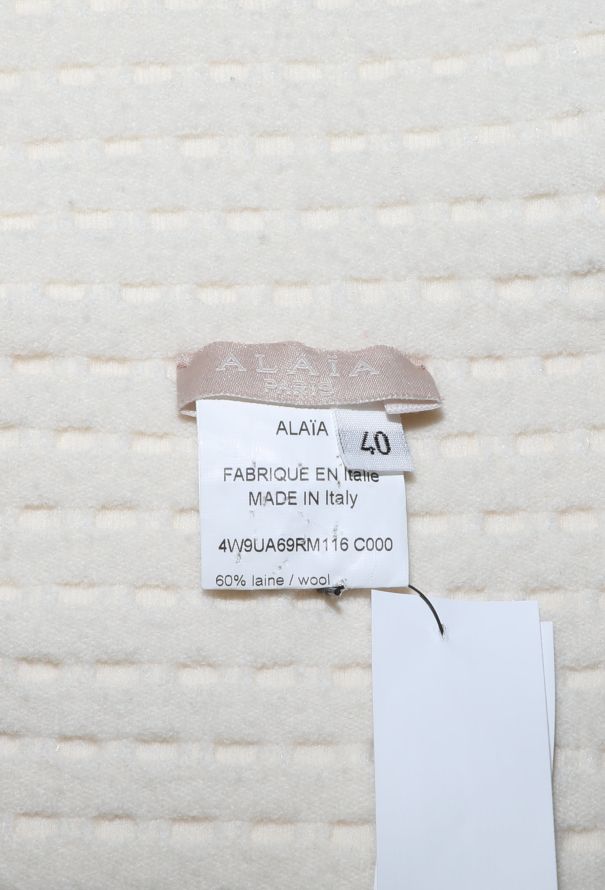 ALAÏA
PARIS
ALAÏA
40
FABRIQUE EN Italie
MADE IN Italy
4W9UA69RM116 C000
60% laine / wool